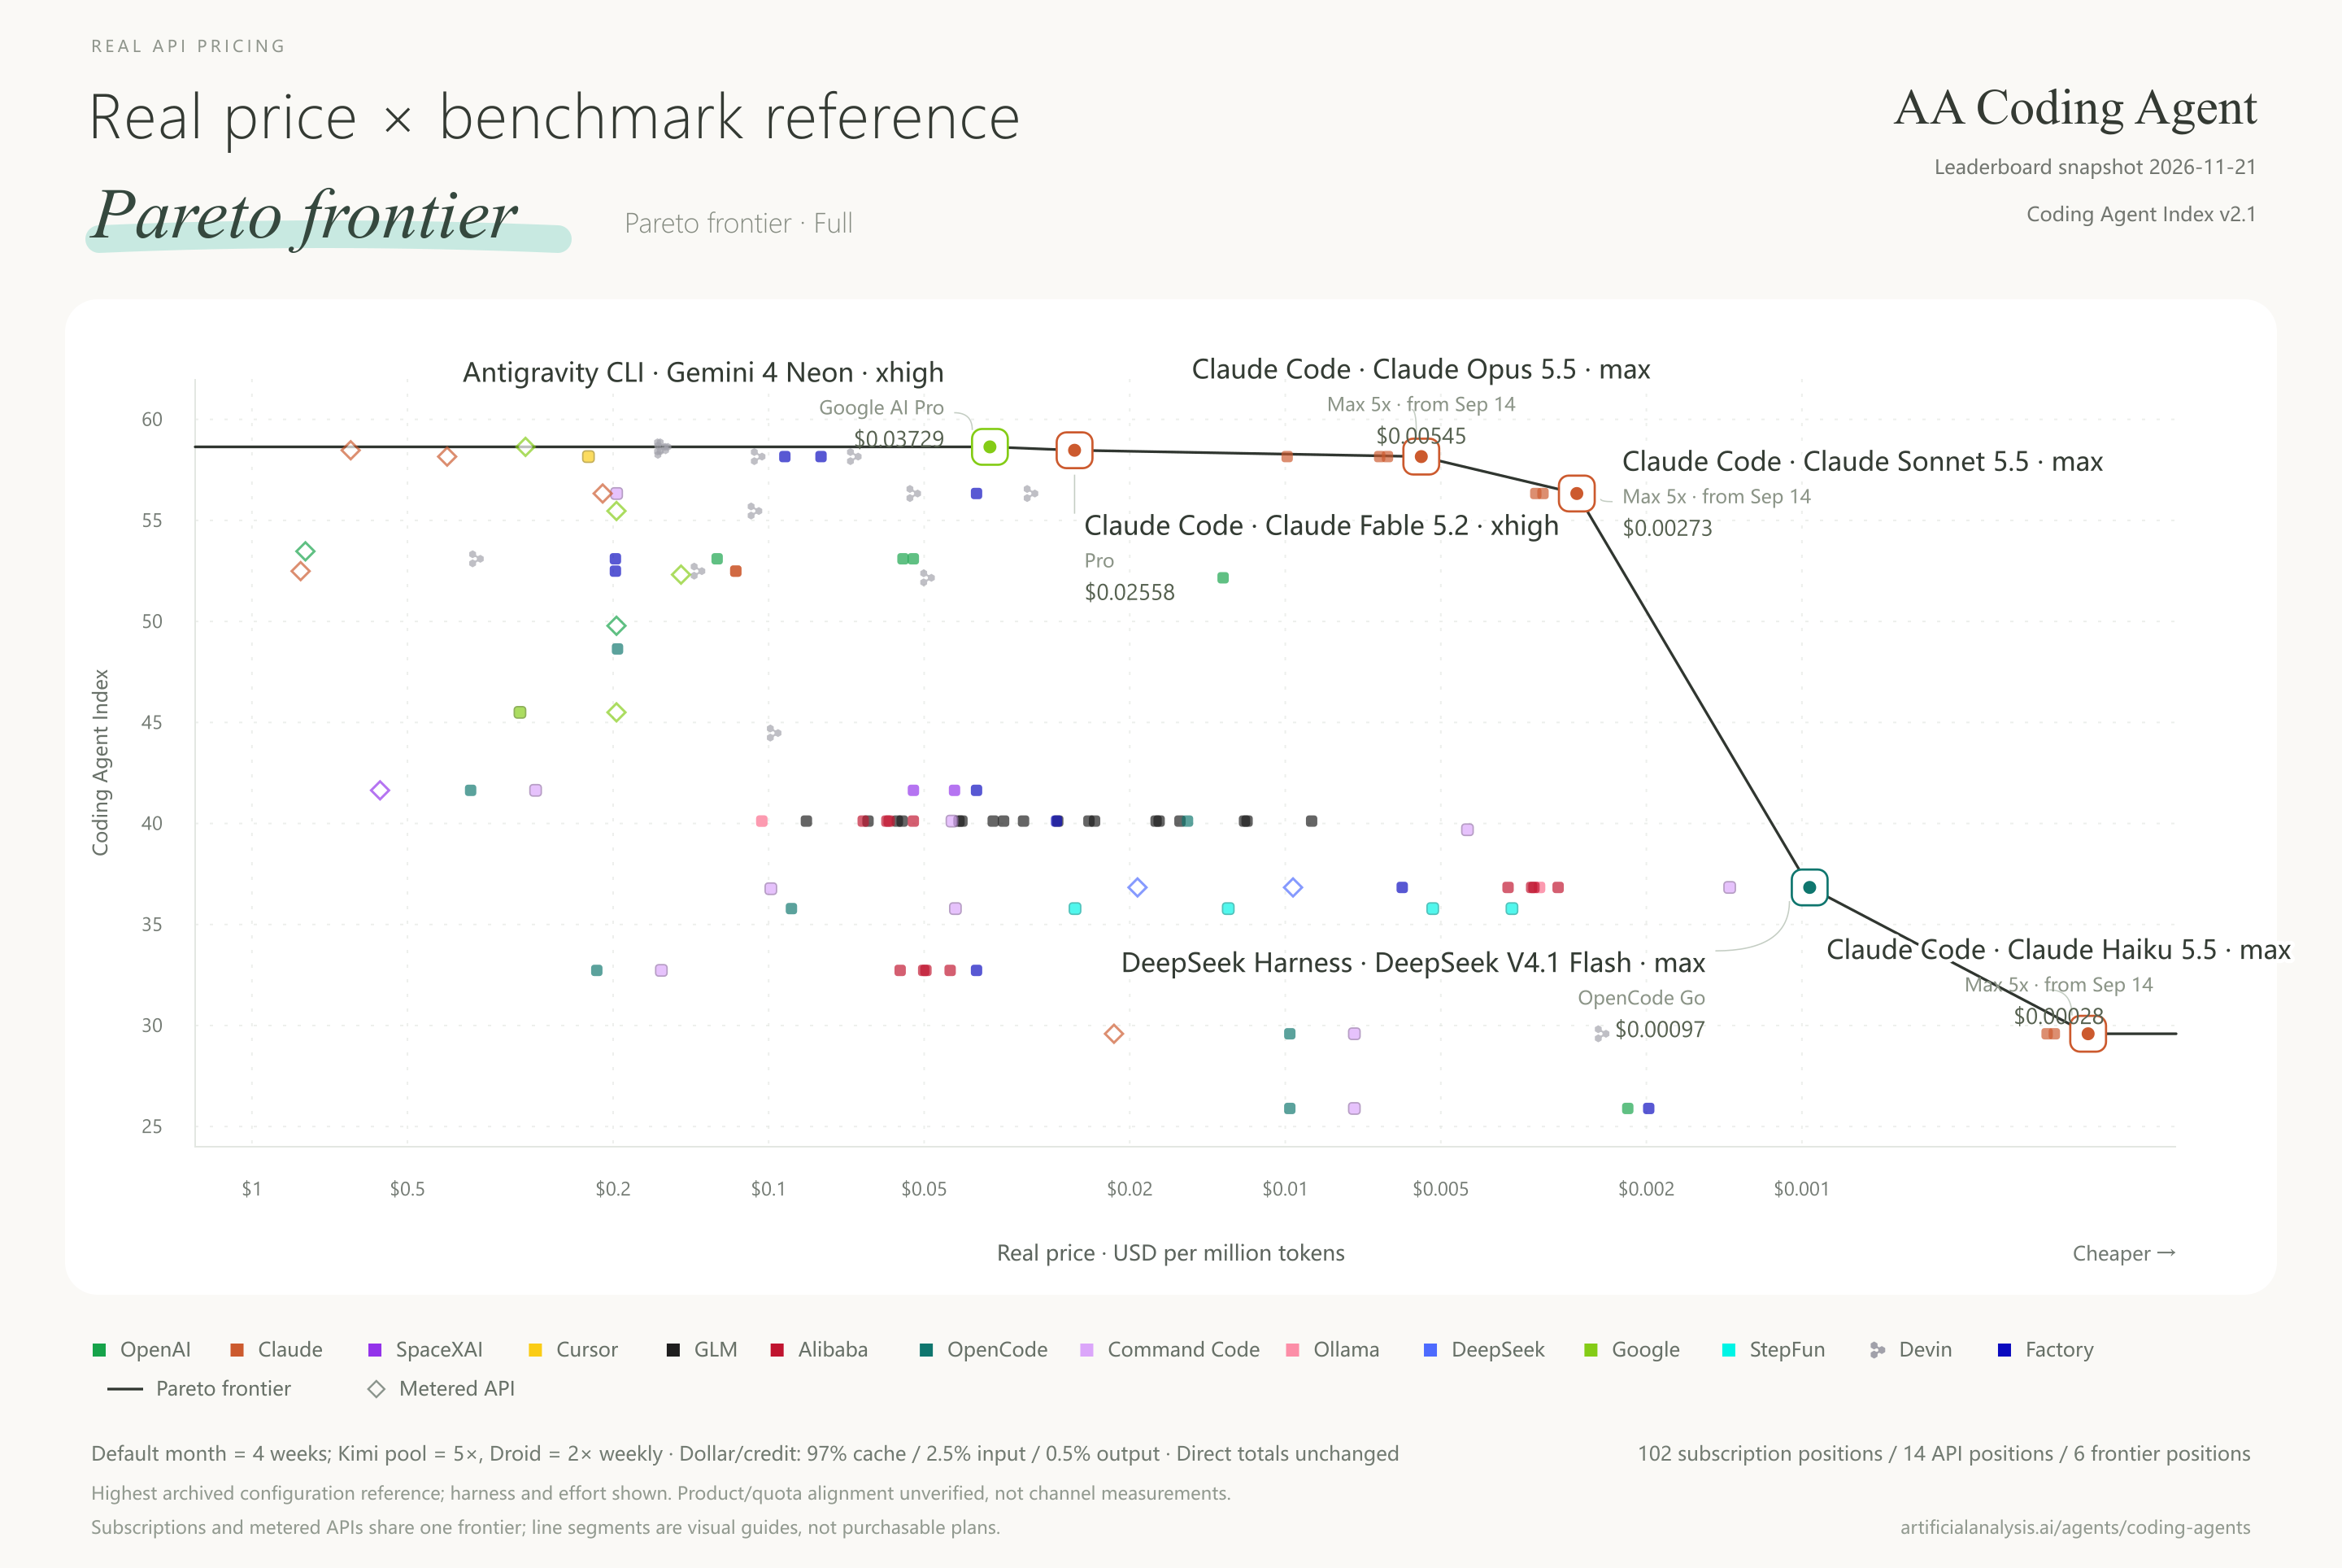 REAL API PRICING
Real price × benchmark reference
AA Coding Agent
Leaderboard snapshot 2026-11-21
Pareto frontier
Pareto frontier · Full
Coding Agent Index v2.1
Antigravity CLI · Gemini 4 Neon · xhigh
Google AI Pro
$0.03729
Claude Code · Claude Opus 5.5 · max
Max 5x · from Sep 14
$0.00545
Claude Code · Claude Sonnet 5.5 · max
Max 5x · from Sep 14
$0.00273
Claude Code · Claude Fable 5.2 · xhigh
Pro
$0.02558
DeepSeek Harness · DeepSeek V4.1 Flash · max
OpenCode Go
$0.00097
Claude Code · Claude Haiku 5.5 · max
Max 5x · from Sep 14
$0.00028
Coding Agent Index
60
55
50
45
40
35
30
25
$1 $0.5 $0.2 $0.1 $0.05 $0.02 $0.01 $0.005 $0.002 $0.001
Real price · USD per million tokens
Cheaper →
OpenAI Claude SpaceXAI Cursor GLM Alibaba OpenCode Command Code Ollama DeepSeek Google StepFun Devin Factory
Pareto frontier Metered API
Default month = 4 weeks; Kimi pool = 5×, Droid = 2× weekly · Dollar/credit: 97% cache / 2.5% input / 0.5% output · Direct totals unchanged
102 subscription positions / 14 API positions / 6 frontier positions
Highest archived configuration reference; harness and effort shown. Product/quota alignment unverified, not channel measurements.
Subscriptions and metered APIs share one frontier; line segments are visual guides, not purchasable plans.
artificialanalysis.ai/agents/coding-agents